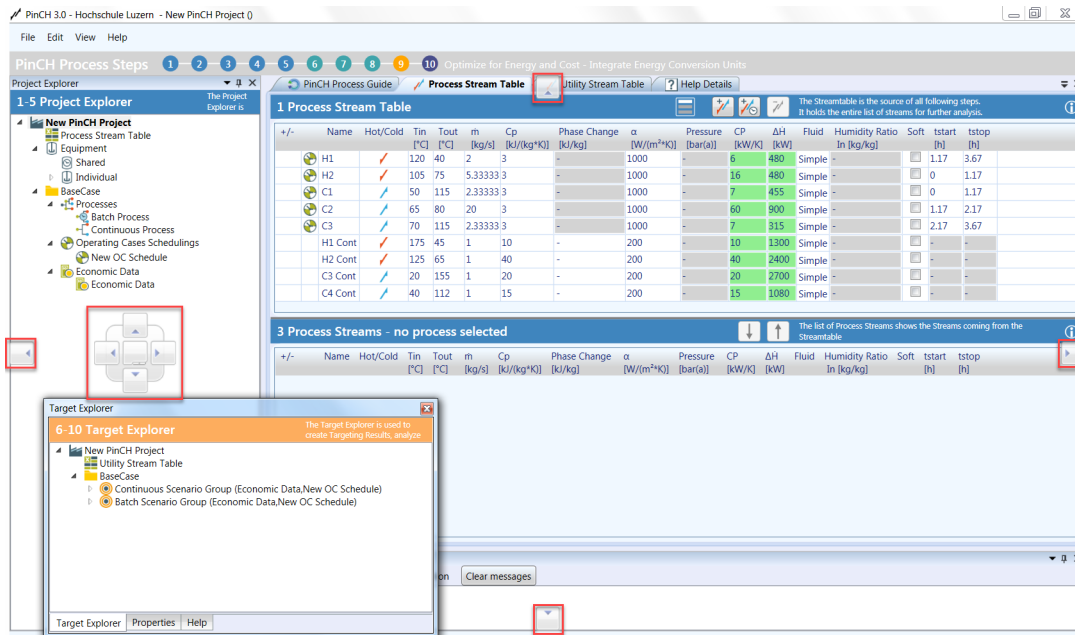 PinCH 3.0 - Hochschule Luzern - New PinCH Project ()
File Edit View Help
PinCH Process Steps 1 2 3 4 5 6 7 8 9 10 Optimize for Energy and Cost - Integrate Energy Conversion Units
Project Explorer
1-5 Project Explorer The Project Explorer is
New PinCH Project
Process Stream Table
Equipment
Shared
Individual
BaseCase
Processes
Batch Process
Continuous Process
Operating Cases Schedulings
New OC Schedule
Economic Data
Economic Data
PinCH Process Guide Process Stream Table Utility Stream Table ? Help Details
1 Process Stream Table The Streamtable is the source of all following steps.
It holds the entire list of streams for further analysis.
+/- Name Hot/Cold Tin Tout ṁ Cp Phase Change α Pressure CP ΔḢ Fluid Humidity Ratio Soft tstart tstop
[°C] [°C] [kg/s] [kJ/(kg*K)] [kJ/kg] [W/(m²*K)] [bar(a)] [kW/K] [kW] In [kg/kg] [h] [h]
H1 120 40 2 3 - 1000 - 6 480 Simple - 1.17 3.67
H2 105 75 5.33333 3 - 1000 - 16 480 Simple - 0 1.17
C1 50 115 2.33333 3 - 1000 - 7 455 Simple - 0 1.17
C2 65 80 20 3 - 1000 - 60 900 Simple - 1.17 2.17
C3 70 115 2.33333 3 - 1000 - 7 315 Simple - 2.17 3.67
H1 Cont 175 45 1 10 - 200 - 10 1300 Simple - - -
H2 Cont 125 65 1 40 - 200 - 40 2400 Simple - - -
C3 Cont 20 155 1 20 - 200 - 20 2700 Simple - - -
C4 Cont 40 112 1 15 - 200 - 15 1080 Simple - - -
3 Process Streams - no process selected The list of Process Streams shows the Streams coming from the
Streamtable
+/- Name Hot/Cold Tin Tout ṁ Cp Phase Change α Pressure CP ΔḢ Fluid Humidity Ratio Soft tstart tstop
[°C] [°C] [kg/s] [kJ/(kg*K)] [kJ/kg] [W/(m²*K)] [bar(a)] [kW/K] [kW] In [kg/kg] [h] [h]
Target Explorer
6-10 Target Explorer The Target Explorer is used to
create Targeting Results, analyze
New PinCH Project
Utility Stream Table
BaseCase
Continuous Scenario Group (Economic Data,New OC Schedule)
Batch Scenario Group (Economic Data,New OC Schedule)
Target Explorer Properties Help
ion Clear messages